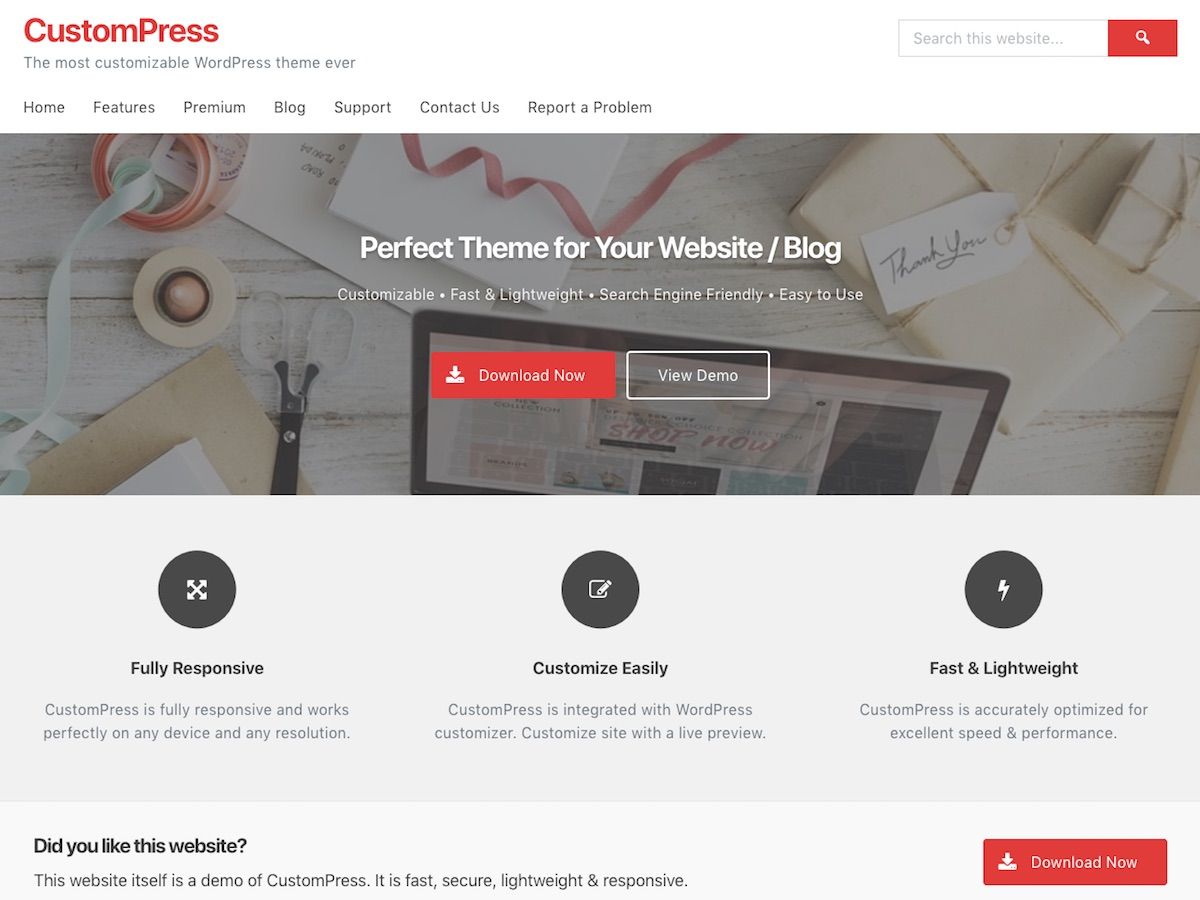 CustomPress
The most customizable WordPress theme ever
Search this website...
Home Features Premium Blog Support Contact Us Report a Problem
Thank You
Perfect Theme for Your Website / Blog
Customizable • Fast & Lightweight • Search Engine Friendly • Easy to Use
Download Now View Demo
NEW
COLLECTION
SHOP NOW
BRANDS
Fully Responsive Customize Easily Fast & Lightweight
CustomPress is fully responsive and works
perfectly on any device and any resolution.
CustomPress is integrated with WordPress
customizer. Customize site with a live preview.
CustomPress is accurately optimized for
excellent speed & performance.
Did you like this website?
This website itself is a demo of CustomPress. It is fast, secure, lightweight & responsive.
Download Now